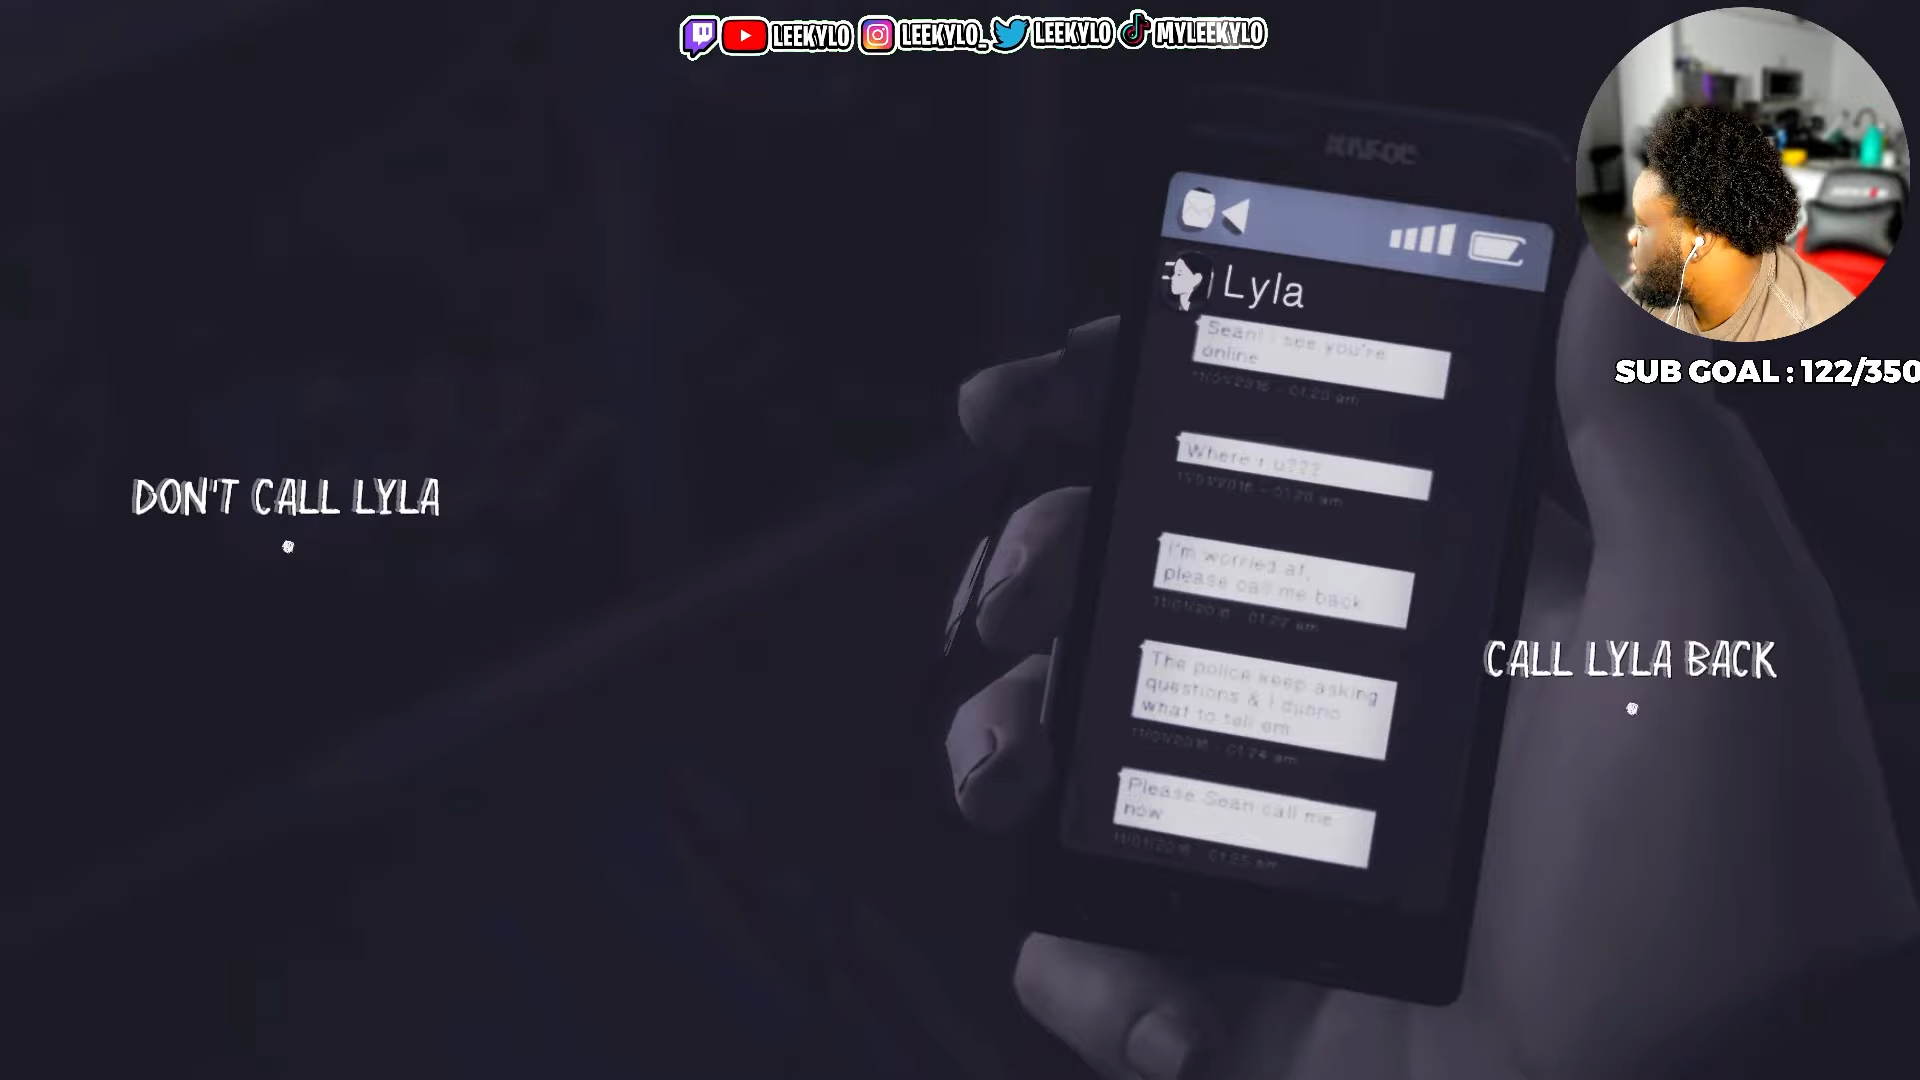 LEEKYLO LEEKYLO_ LEEKYLO MYLEEKYLO
SUB GOAL : 122/350
Lyla
Sean! I see you're
online
Where r u???
I'm worried af,
please call me back
The police keep asking
questions & I dunno
what to tell em
Please Sean call me
now
DON'T CALL LYLA
CALL LYLA BACK